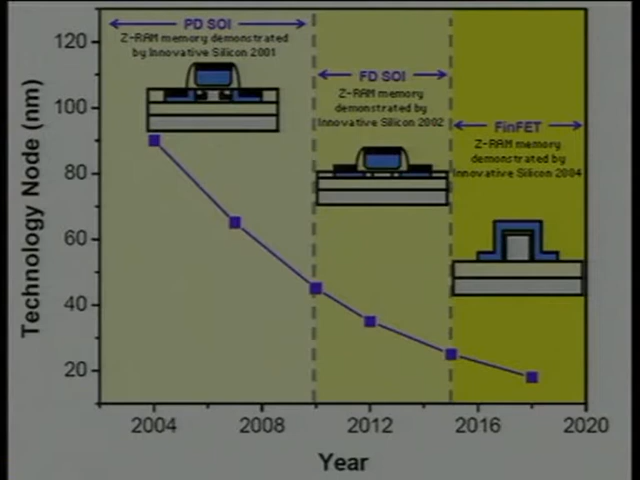 PD SOI
Z-RAM memory demonstrated
by Innovative Silicon 2001
FD SOI
Z-RAM memory
demonstrated by
Innovative Silicon 2002
FinFET
Z-RAM memory
demonstrated by
Innovative Silicon 2004
Technology Node (nm)
120
100
80
60
40
20
2004
2008
2012
2016
2020
Year